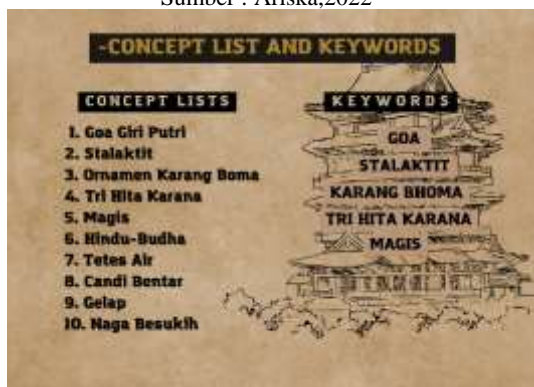 Sumber : Ariska,2022
-CONCEPT LIST AND KEYWORDS
CONCEPT LISTS
1. Goa Giri Putri
2. Stalaktit
3. Ornamen Karang Boma
4. Tri Hita Karana
5. Magis
6. Hindu-Budha
7. Tetes Air
8. Candi Bentar
9. Gelap
10. Naga Besukih
KEYWORDS
GOA
STALAKTIT
KARANG BHOMA
TRI HITA KARANA
MAGIS